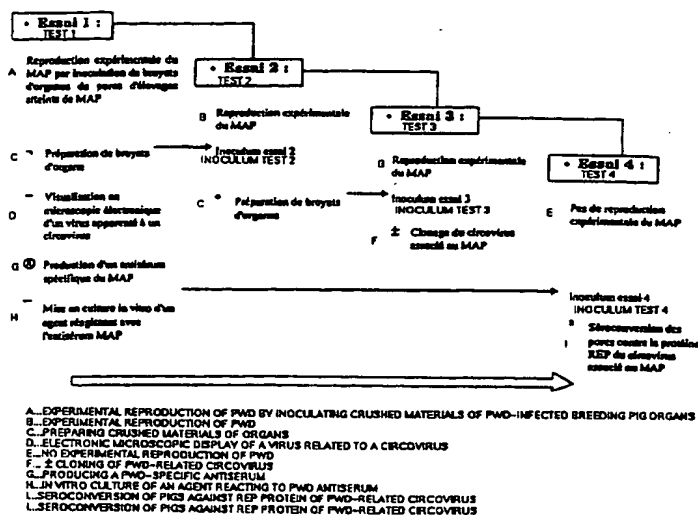 • Essai 1 :
TEST 1
A Reproduction expérimentale du
MAP par inoculation de broyats
d'organes de porcs d'élevages
atteints de MAP
• Essai 2 :
TEST 2
B Reproduction expérimentale
du MAP
• Essai 3 :
TEST 3
C Préparation de broyats
d'organe
Inoculum essai 2
INOCULUM TEST 2
B Reproduction expérimentale
du MAP
• Essai 4 :
TEST 4
D Visualisation en
microscopie électronique
d'un virus apparenté à un
circovirus
C • Préparation de broyats
d'organes
Inoculum essai 3
INOCULUM TEST 3
E Pas de reproduction
expérimentale du MAP
F ± Clonage de circovirus
associé au MAP
G ® Production d'un antisérum
spécifique du MAP
H Mise en culture in vitro d'un
agent réagissant avec
l'antisérum MAP
Inoculum essai 4
INOCULUM TEST 4
I Séroconversion des
porcs contre la protéine
REP du circovirus
associé au MAP
A...EXPERIMENTAL REPRODUCTION OF PWD BY INOCULATING CRUSHED MATERIALS OF PWD-INFECTED BREEDING PIG ORGANS
B...EXPERIMENTAL REPRODUCTION OF PWD
C...PREPARING CRUSHED MATERIALS OF ORGANS
D...ELECTRONIC MICROSCOPIC DISPLAY OF A VIRUS RELATED TO A CIRCOVIRUS
E...NO EXPERIMENTAL REPRODUCTION OF PWD
F... ± CLONING OF PWD-RELATED CIRCOVIRUS
G...PRODUCING A PWD-SPECIFIC ANTISERUM
H...IN VITRO CULTURE OF AN AGENT REACTING TO PWD ANTISERUM
I...SEROCONVERSION OF PIGS AGAINST REP PROTEIN OF PWD-RELATED CIRCOVIRUS
I...SEROCONVERSION OF PIGS AGAINST REP PROTEIN OF PWD-RELATED CIRCOVIRUS